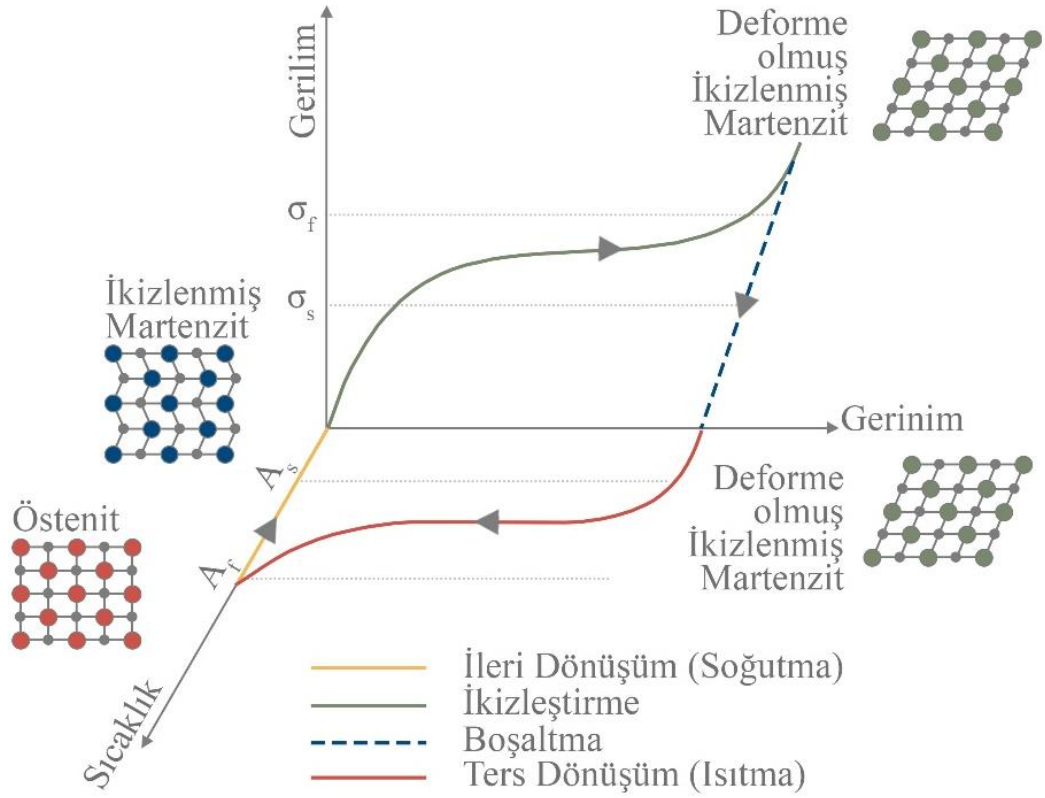 Gerilim
Deforme
olmuş
İkizlenmiş
Martenzit
σf
σs
İkizlenmiş
Martenzit
Gerinim
As
Deforme
olmuş
İkizlenmiş
Martenzit
Östenit
Af
Sıcaklık
İleri Dönüşüm (Soğutma)
İkizleştirme
Boşaltma
Ters Dönüşüm (Isıtma)